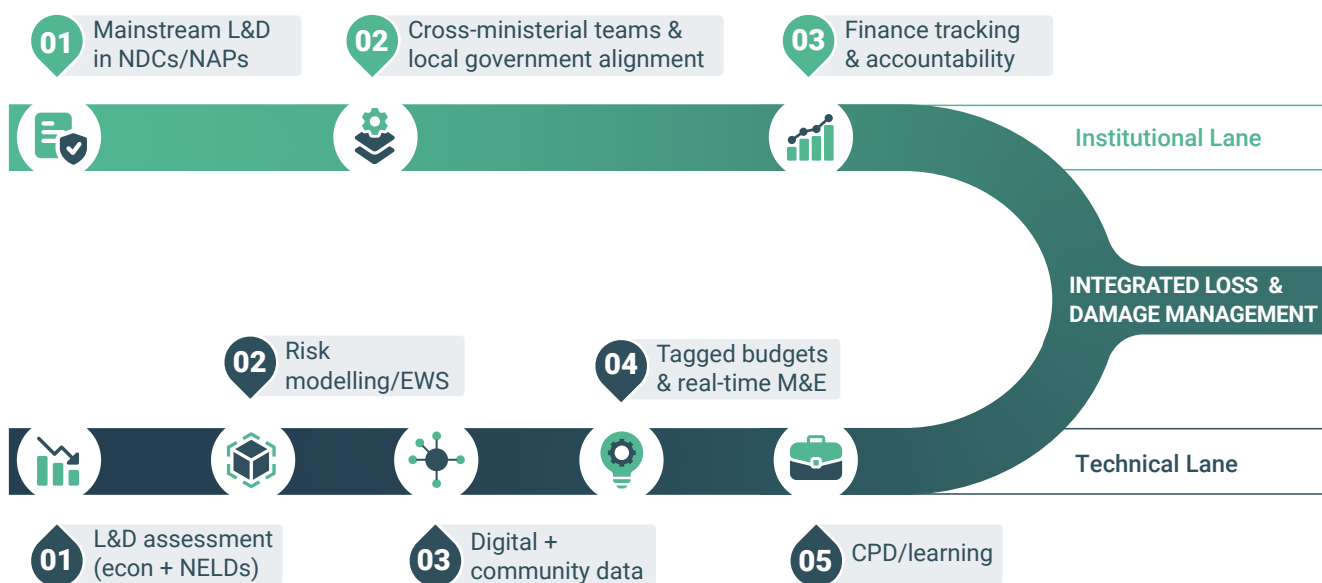 01
Mainstream L&D
in NDCs/NAPs
02
Cross-ministerial teams &
local government alignment
03
Finance tracking
& accountability
Institutional Lane
INTEGRATED LOSS &
DAMAGE MANAGEMENT
02
Risk
modelling/EWS
04
Tagged budgets
& real-time M&E
Technical Lane
01
L&D assessment
(econ + NELDs)
03
Digital +
community data
05
CPD/learning